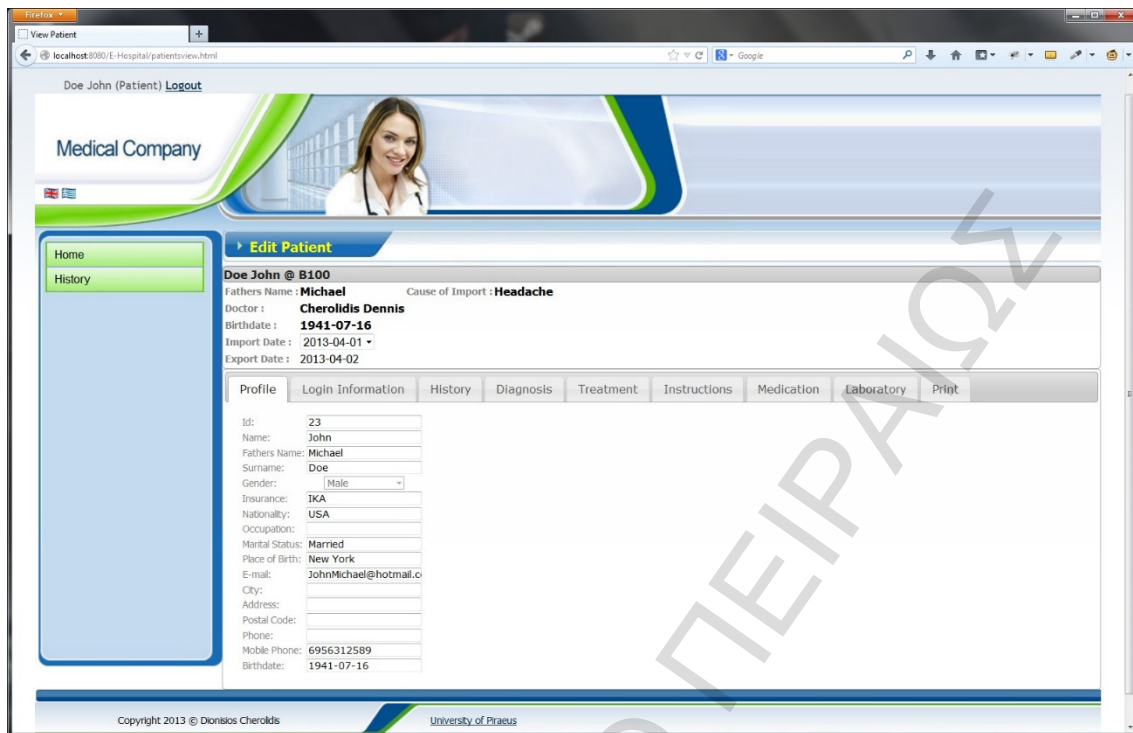 Firefox
View Patient
localhost:8080/E-Hospital/patientsview.html
Google
Doe John (Patient) Logout
Medical Company
Home
History
Edit Patient
Doe John @ B100
Fathers Name : Michael Cause of Import : Headache
Doctor : Cherolidis Dennis
Birthdate : 1941-07-16
Import Date : 2013-04-01
Export Date : 2013-04-02
Profile Login Information History Diagnosis Treatment Instructions Medication Laboratory Print
Id: 23
Name: John
Fathers Name: Michael
Surname: Doe
Gender: Male
Insurance: IKA
Nationality: USA
Occupation:
Marital Status: Married
Place of Birth: New York
E-mail: JohnMichael@hotmail.c
City:
Address:
Postal Code:
Phone:
Mobile Phone: 6956312589
Birthdate: 1941-07-16
Copyright 2013 © Dionisios Cherolidis
University of Piraeus
ΠΕΙΡΑΙΩΣ